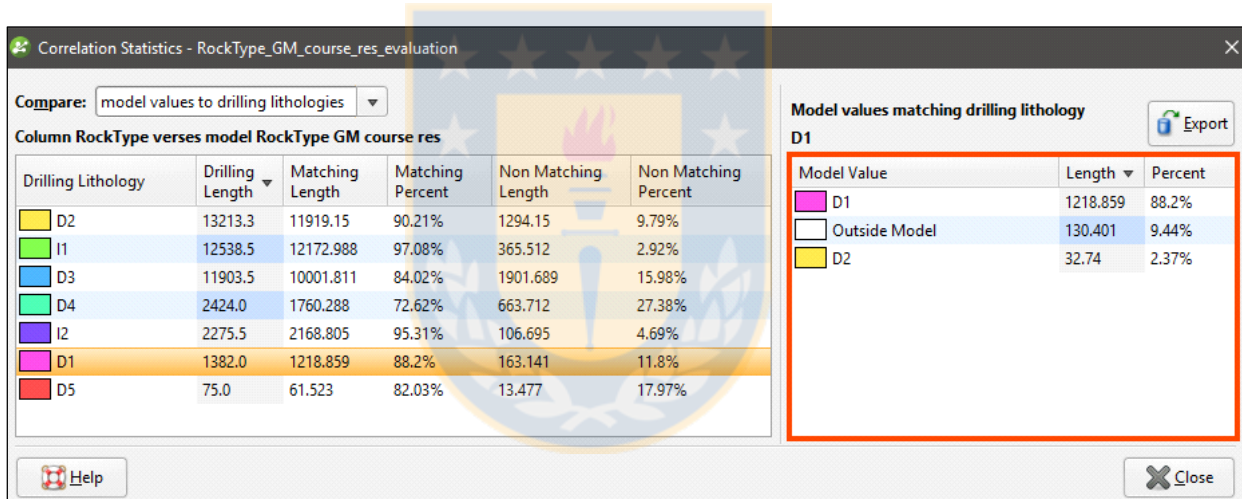 Correlation Statistics - RockType_GM_course_res_evaluation
Compare: model values to drilling lithologies
Column RockType verses model RockType GM course res
Drilling Lithology Drilling Length Matching Length Matching Percent Non Matching Length Non Matching Percent
D2 13213.3 11919.15 90.21% 1294.15 9.79%
I1 12538.5 12172.988 97.08% 365.512 2.92%
D3 11903.5 10001.811 84.02% 1901.689 15.98%
D4 2424.0 1760.288 72.62% 663.712 27.38%
I2 2275.5 2168.805 95.31% 106.695 4.69%
D1 1382.0 1218.859 88.2% 163.141 11.8%
D5 75.0 61.523 82.03% 13.477 17.97%
Model values matching drilling lithology
D1
Export
Model Value Length Percent
D1 1218.859 88.2%
Outside Model 130.401 9.44%
D2 32.74 2.37%
Help
Close